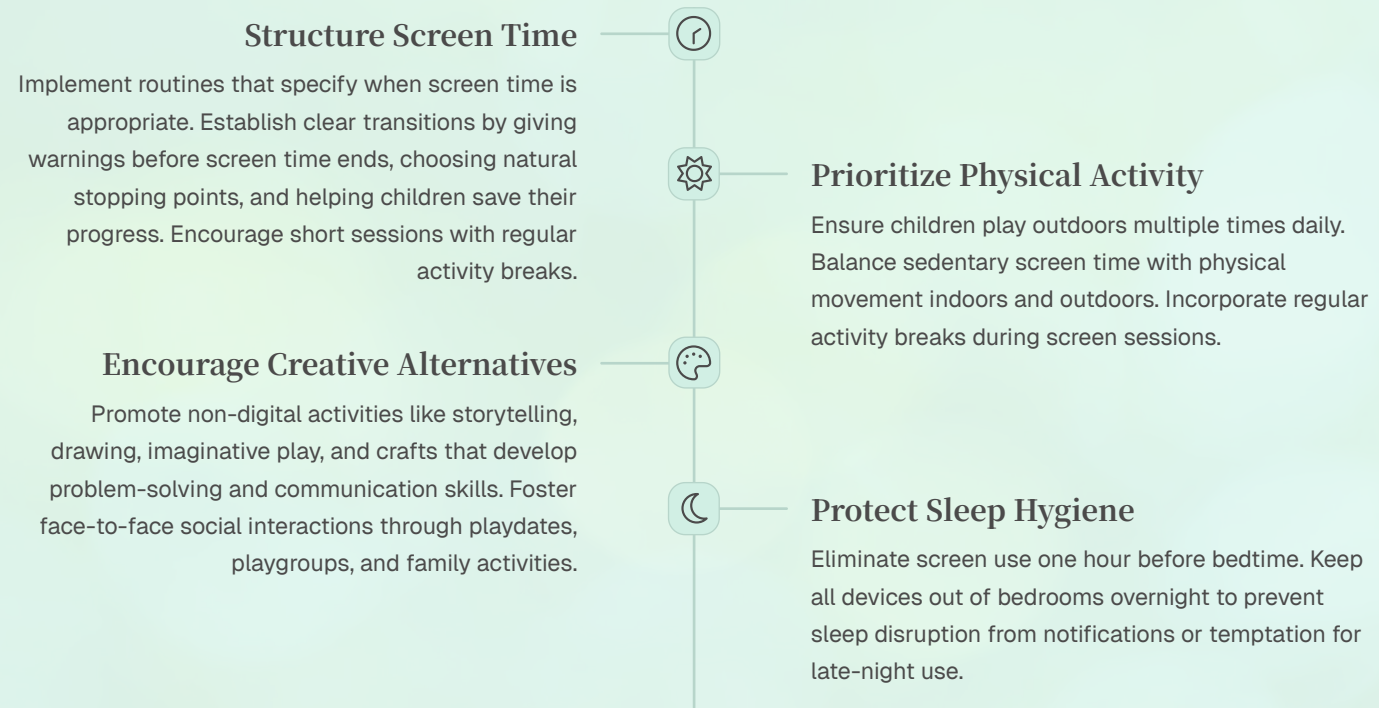 Structure Screen Time
Implement routines that specify when screen time is
appropriate. Establish clear transitions by giving
warnings before screen time ends, choosing natural
stopping points, and helping children save their
progress. Encourage short sessions with regular
activity breaks.
Prioritize Physical Activity
Ensure children play outdoors multiple times daily.
Balance sedentary screen time with physical
movement indoors and outdoors. Incorporate regular
activity breaks during screen sessions.
Encourage Creative Alternatives
Promote non-digital activities like storytelling,
drawing, imaginative play, and crafts that develop
problem-solving and communication skills. Foster
face-to-face social interactions through playdates,
playgroups, and family activities.
Protect Sleep Hygiene
Eliminate screen use one hour before bedtime. Keep
all devices out of bedrooms overnight to prevent
sleep disruption from notifications or temptation for
late-night use.